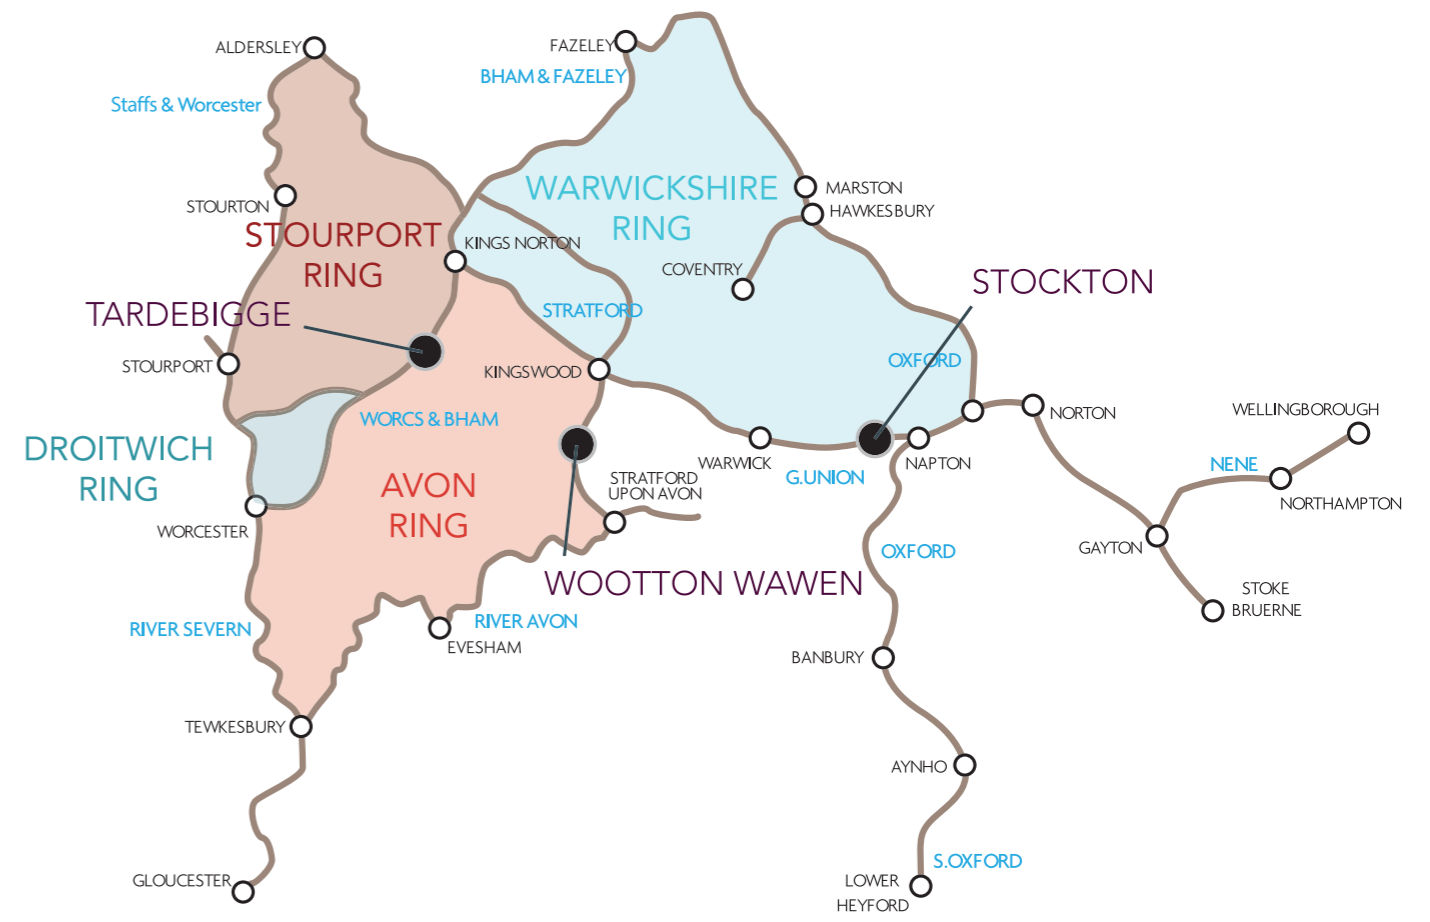 ALDERSLEY
FAZELEY
BHAM & FAZELEY
Staffs & Worcester
STOURTON
WARWICKSHIRE
RING
MARSTON
HAWKESBURY
STOURPORT
RING
KINGS NORTON
COVENTRY
STOCKTON
TARDEBIGGE
STRATFORD
STOURPORT
KINGSWOOD
OXFORD
WORCS & BHAM
NORTON
WELLINGBOROUGH
DROITWICH
RING
WARWICK
G.UNION
NAPTON
NENE
NORTHAMPTON
AVON
RING
STRATFORD
UPON AVON
WORCESTER
GAYTON
OXFORD
WOOTTON WAWEN
STOKE
BRUERNE
RIVER SEVERN
RIVER AVON
EVESHAM
BANBURY
TEWKESBURY
AYNHO
GLOUCESTER
S.OXFORD
LOWER
HEYFORD